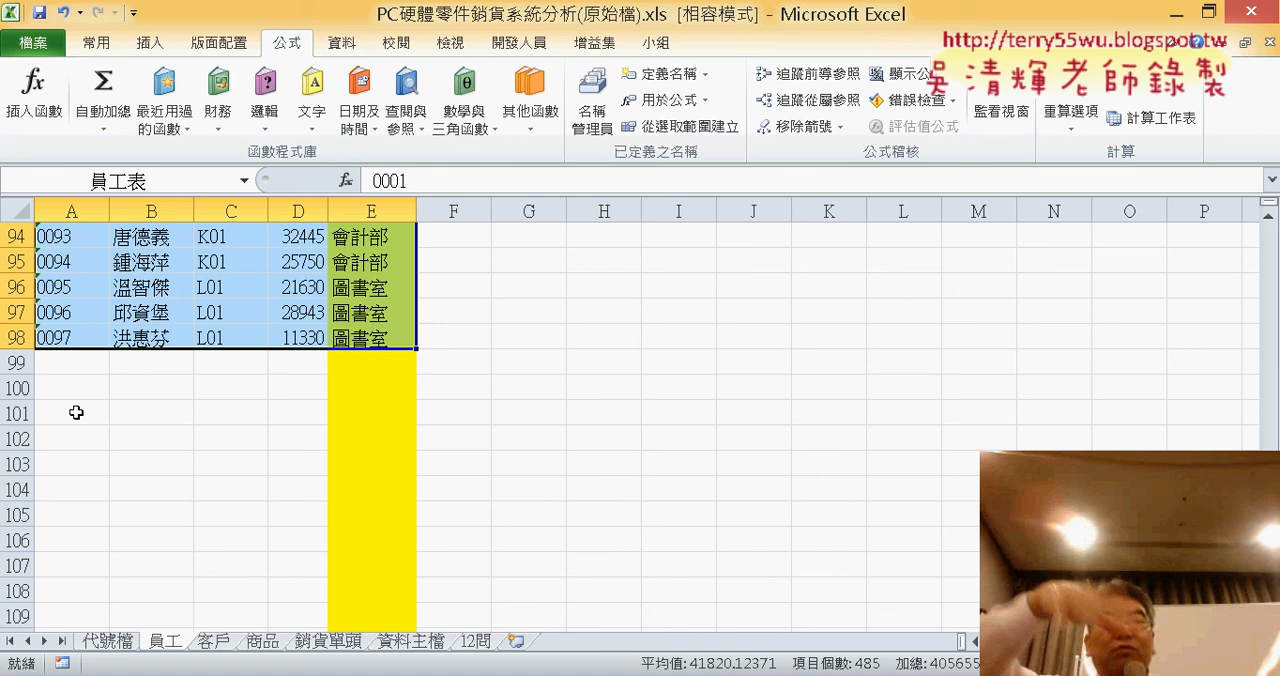 PC硬體零件銷貨系統分析(原始檔).xls [相容模式] - Microsoft Excel
檔案 常用 插入 版面配置 公式 資料 校閱 檢視 開發人員 增益集 小組
http://terry55wu.blogspot.tw
吳清輝老師錄製
插入函數 自動加總 最近用過的函數 財務 邏輯 文字 日期及時間 查閱與參照 數學與三角函數 其他函數
函數程式庫
名稱管理員 定義名稱 用於公式 從選取範圍建立
已定義之名稱
追蹤前導參照 追蹤從屬參照 移除箭號 顯示公 錯誤檢查 評估值公式 監看視窗
公式稽核
重算選項 計算工作表
計算
員工表 fx 0001
A B C D E F G H I J K L M N O P
94 0093 唐德義 K01 32445 會計部
95 0094 鍾海萍 K01 25750 會計部
96 0095 溫智傑 L01 21630 圖書室
97 0096 邱資堡 L01 28943 圖書室
98 0097 洪惠芬 L01 11330 圖書室
99
100
101
102
103
104
105
106
107
108
109
代號檔 員工 客戶 商品 銷貨單頭 資料主檔 12問
就緒 平均值: 41820.12371 項目個數: 485 加總: 405655